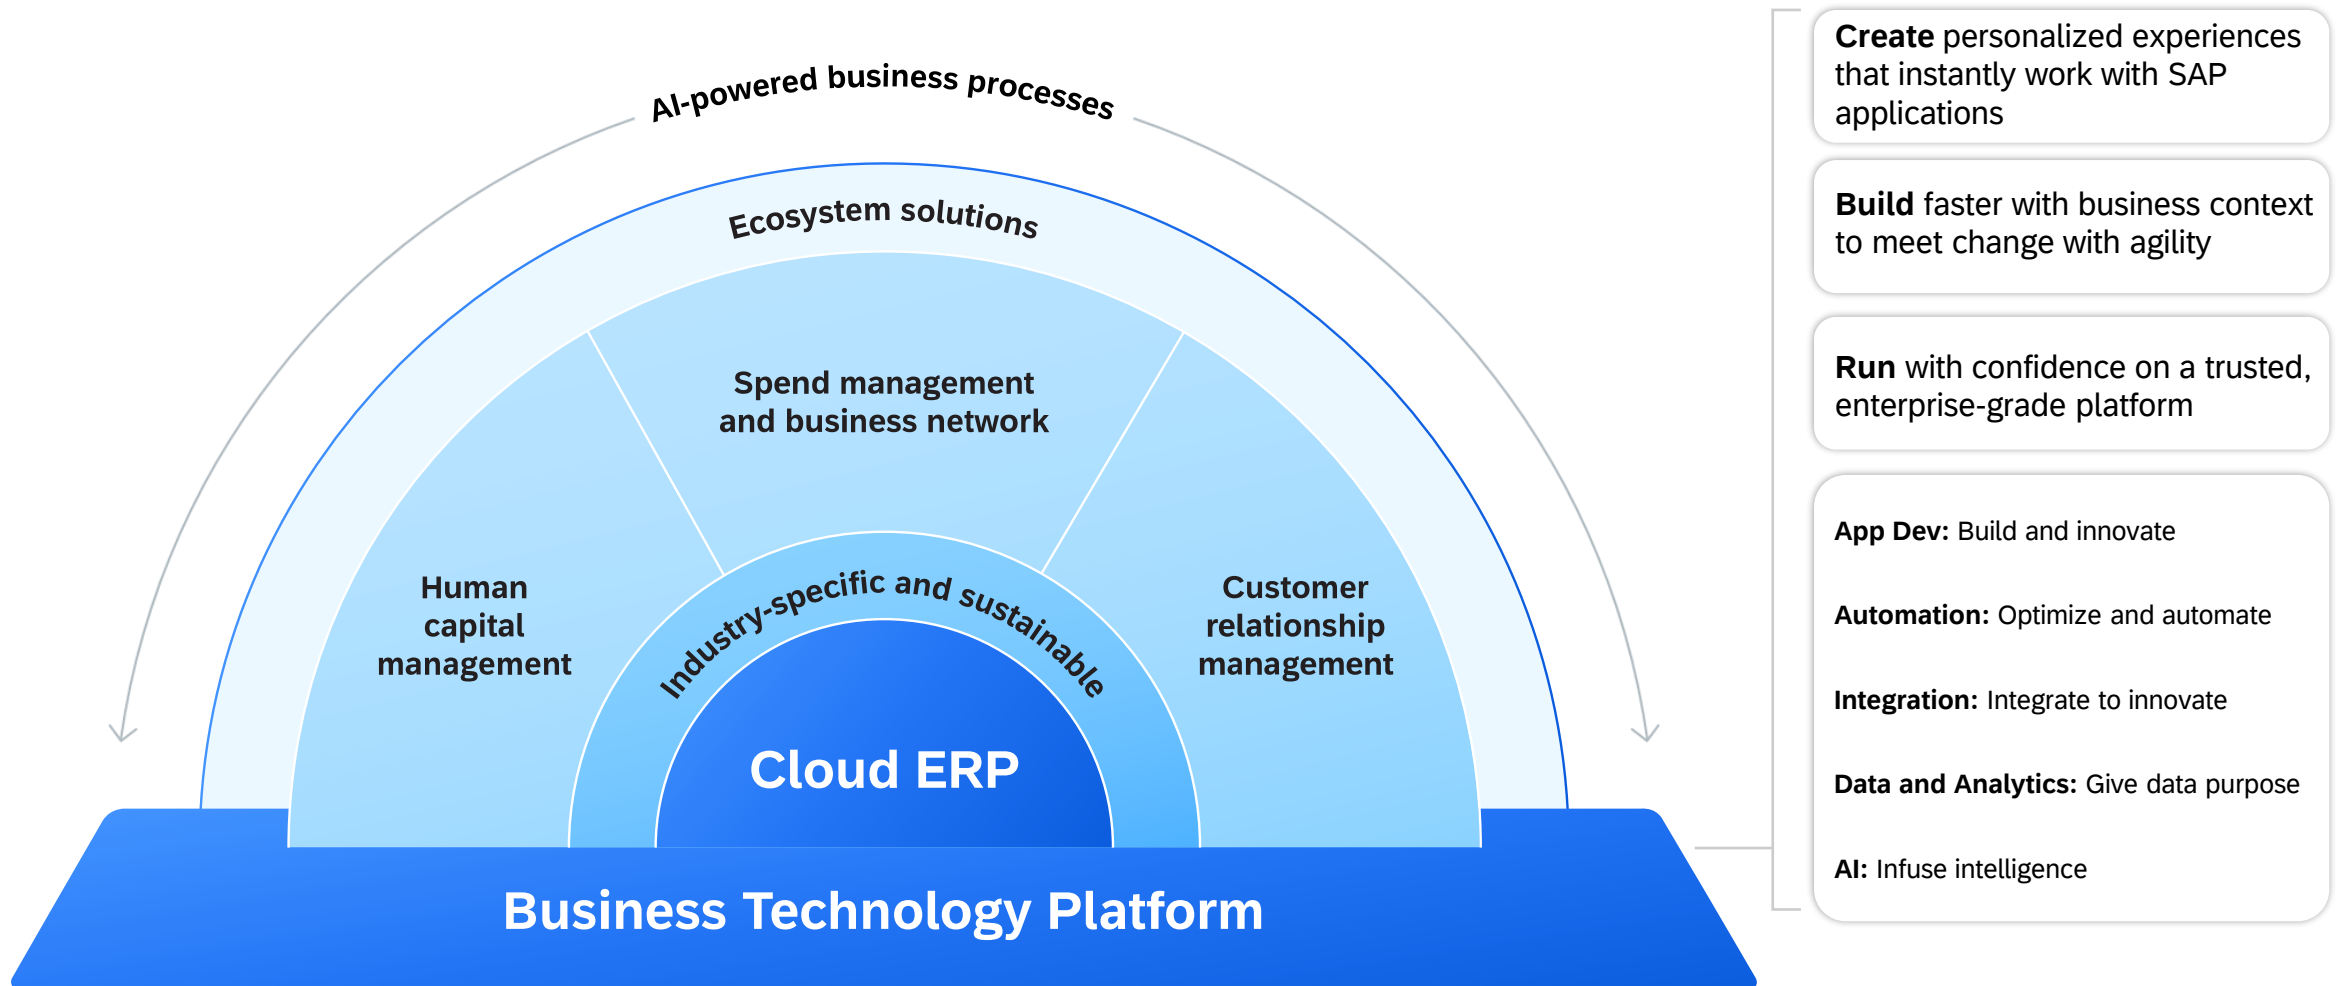 AI-powered business processes
Ecosystem solutions
Spend management
and business network
Human
capital
management
Customer
relationship
management
Industry-specific and sustainable
Cloud ERP
Business Technology Platform
Create personalized experiences
that instantly work with SAP
applications
Build faster with business context
to meet change with agility
Run with confidence on a trusted,
enterprise-grade platform
App Dev: Build and innovate
Automation: Optimize and automate
Integration: Integrate to innovate
Data and Analytics: Give data purpose
AI: Infuse intelligence